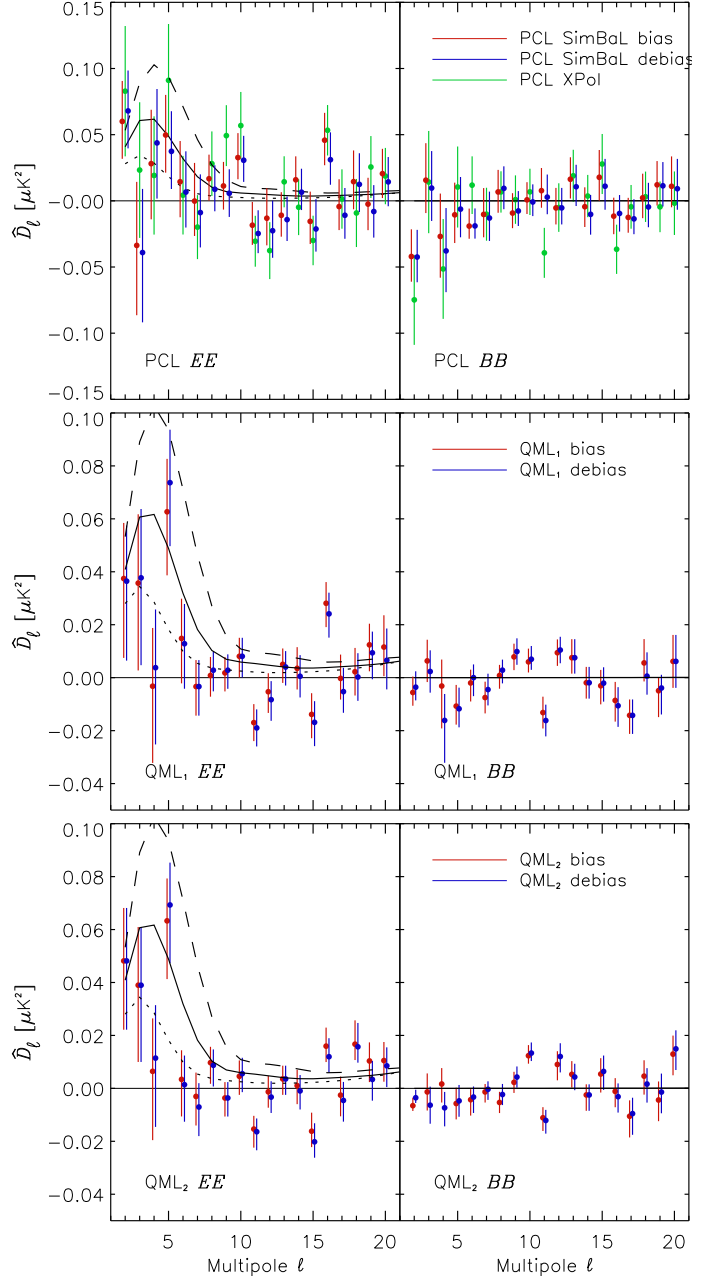 0.15
0.10
0.05
−0.00
−0.05
−0.10
−0.15
D̂ℓ [μK²]
PCL EE
PCL SimBaL bias
PCL SimBaL debias
PCL XPol
PCL BB
0.10
0.08
0.06
0.04
0.02
0.00
−0.02
−0.04
D̂ℓ [μK²]
QML₁ EE
QML₁ bias
QML₁ debias
QML₁ BB
0.10
0.08
0.06
0.04
0.02
0.00
−0.02
−0.04
D̂ℓ [μK²]
QML₂ EE
QML₂ bias
QML₂ debias
QML₂ BB
5 10 15 20
5 10 15 20
Multipole ℓ
Multipole ℓ